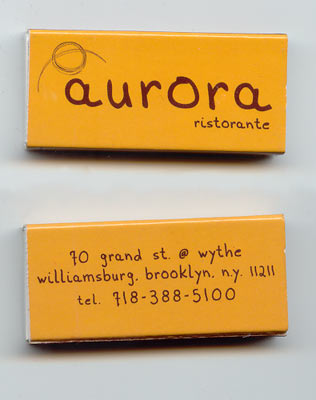 aurora
ristorante
70 grand st. @ wythe
williamsburg, brooklyn, n.y. 11211
tel. 718-388-5100